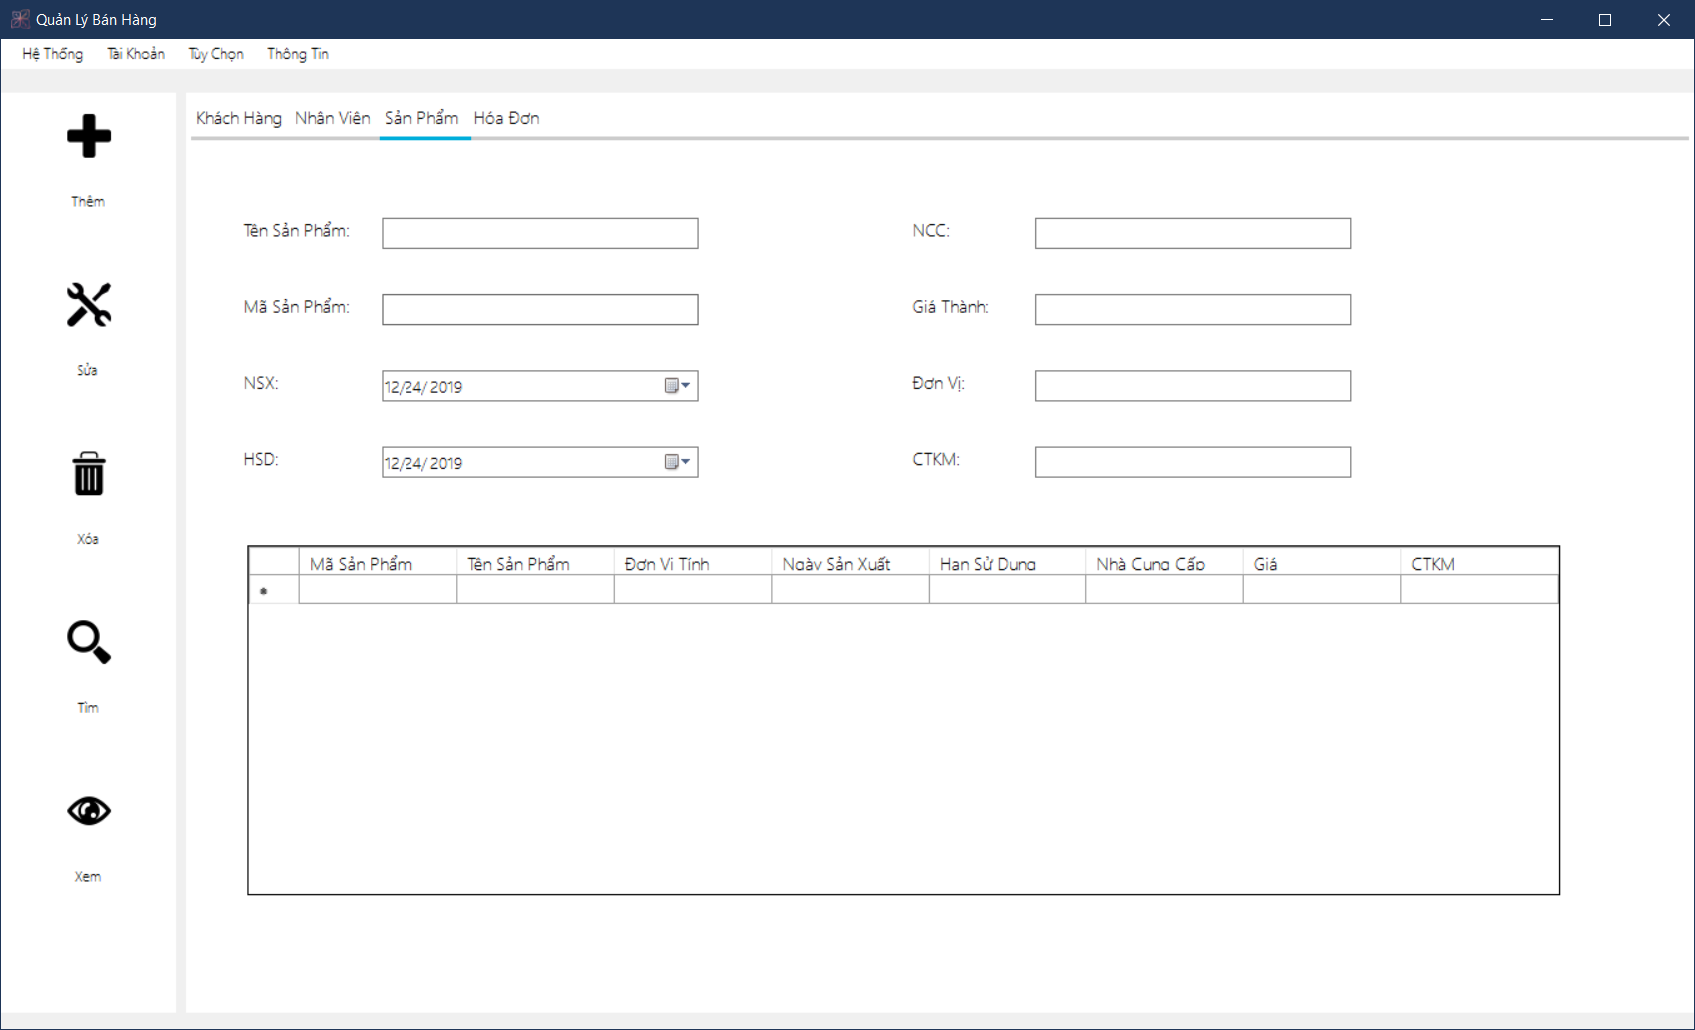 Quản Lý Bán Hàng
Hệ Thống Tài Khoản Tùy Chọn Thông Tin
Khách Hàng Nhân Viên Sản Phẩm Hóa Đơn
Thêm
Sửa
Xóa
Tìm
Xem
Tên Sản Phẩm:
NCC:
Mã Sản Phẩm:
Giá Thành:
NSX: 12/24/2019
Đơn Vị:
HSD: 12/24/2019
CTKM:
Mã Sản Phẩm Tên Sản Phẩm Đơn Vị Tính Ngày Sản Xuất Hạn Sử Dụng Nhà Cung Cấp Giá CTKM